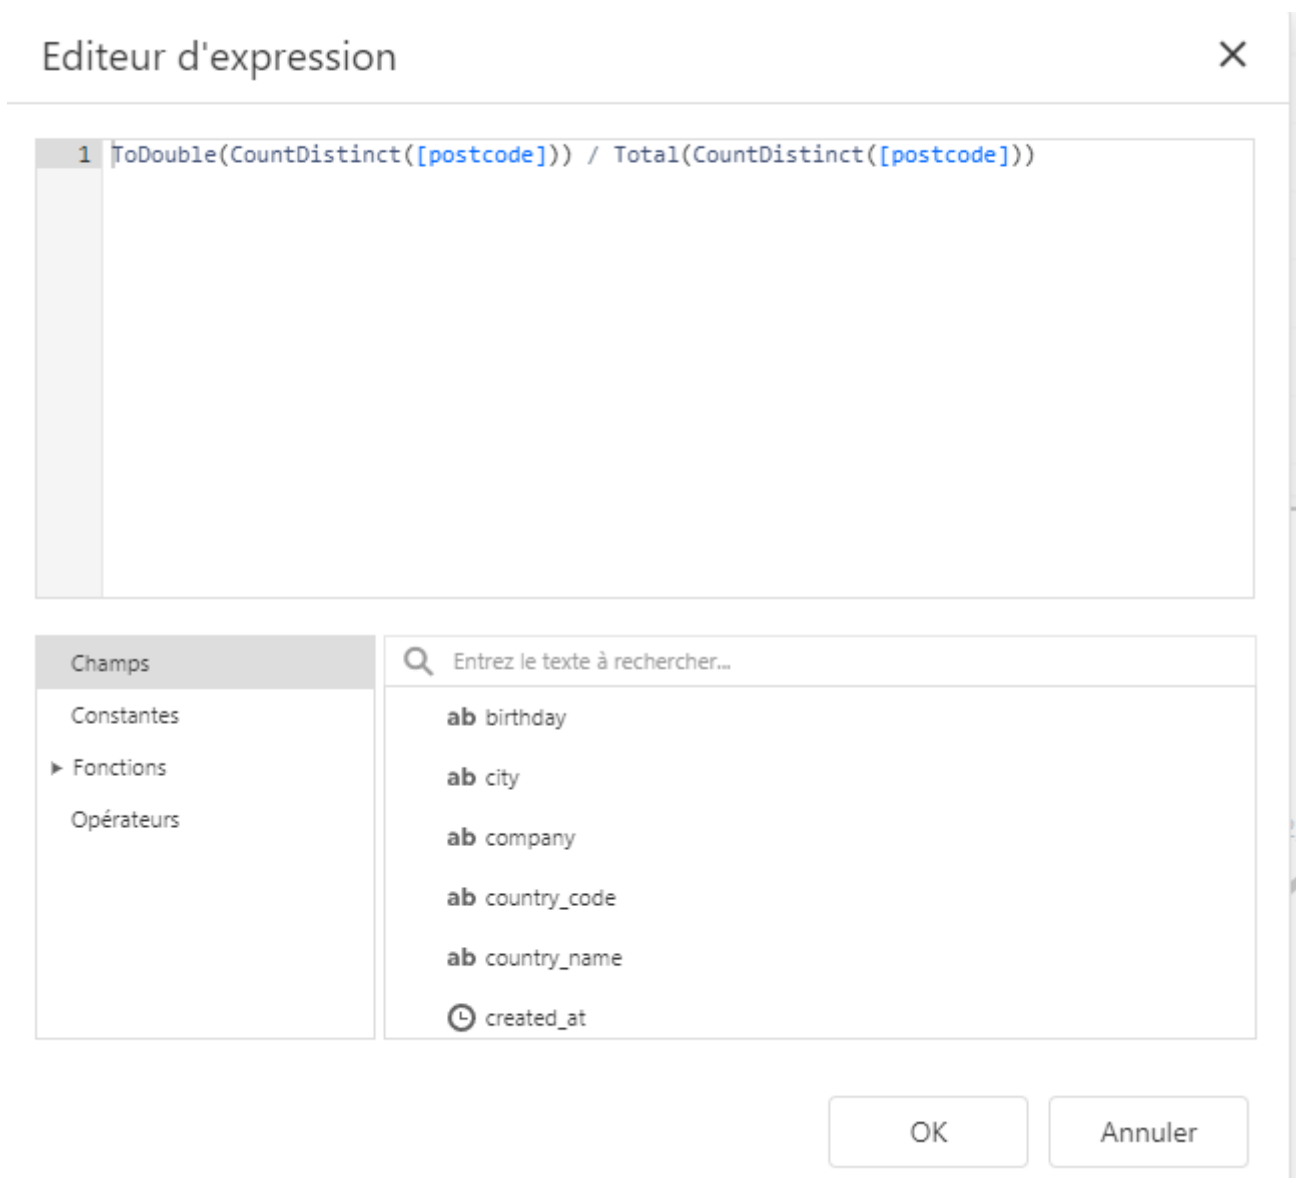 Editeur d'expression
1 ToDouble(CountDistinct([postcode])) / Total(CountDistinct([postcode]))
Champs
Constantes
Fonctions
Opérateurs
Entrez le texte à rechercher...
ab birthday
ab city
ab company
ab country_code
ab country_name
created_at
OK
Annuler